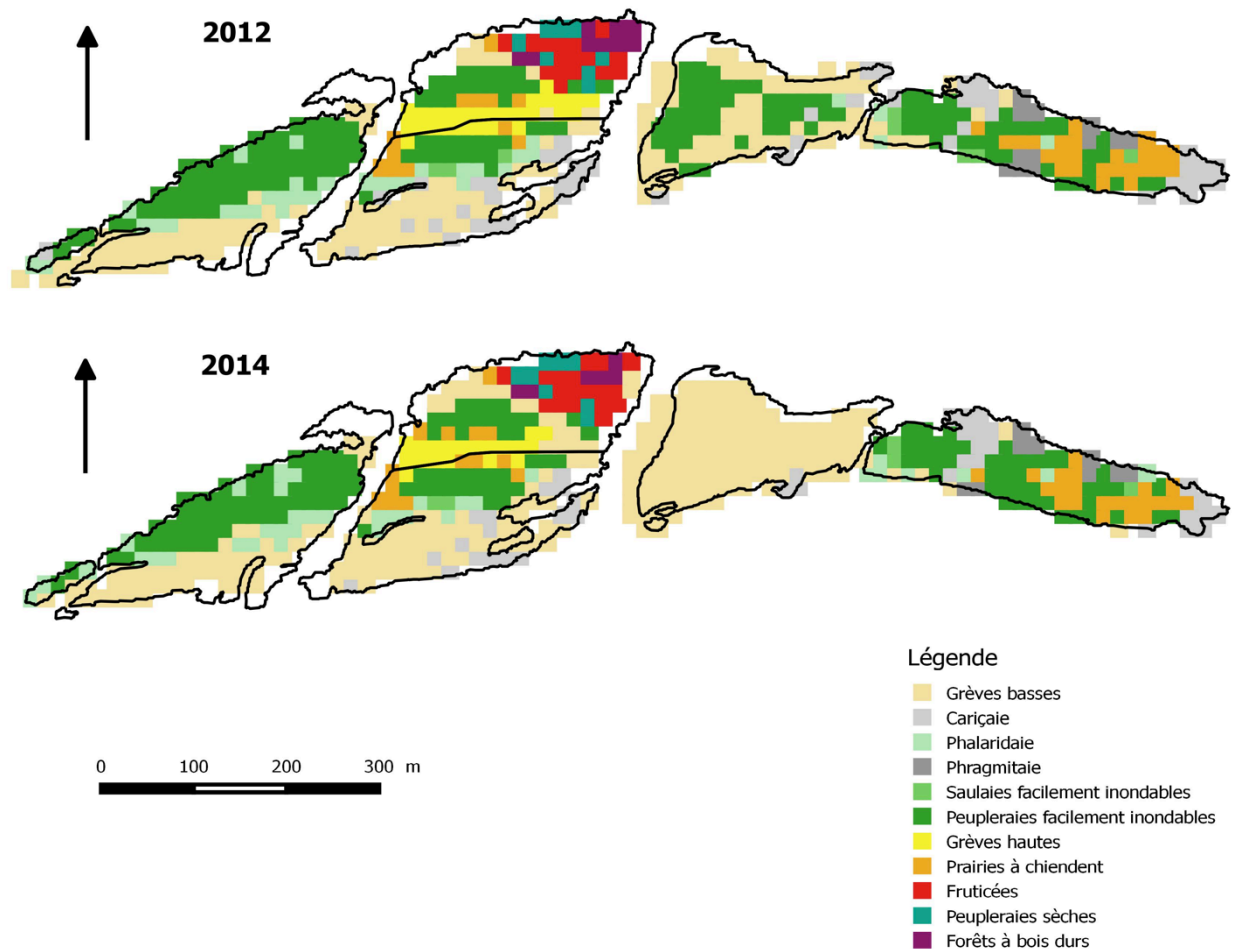 2012
2014
Légende
Grèves basses
Cariçaie
Phalaridaie
Phragmitaie
Saulaies facilement inondables
Peupleraies facilement inondables
Grèves hautes
Prairies à chiendent
Fruticées
Peupleraies sèches
Forêts à bois durs
0 100 200 300 m